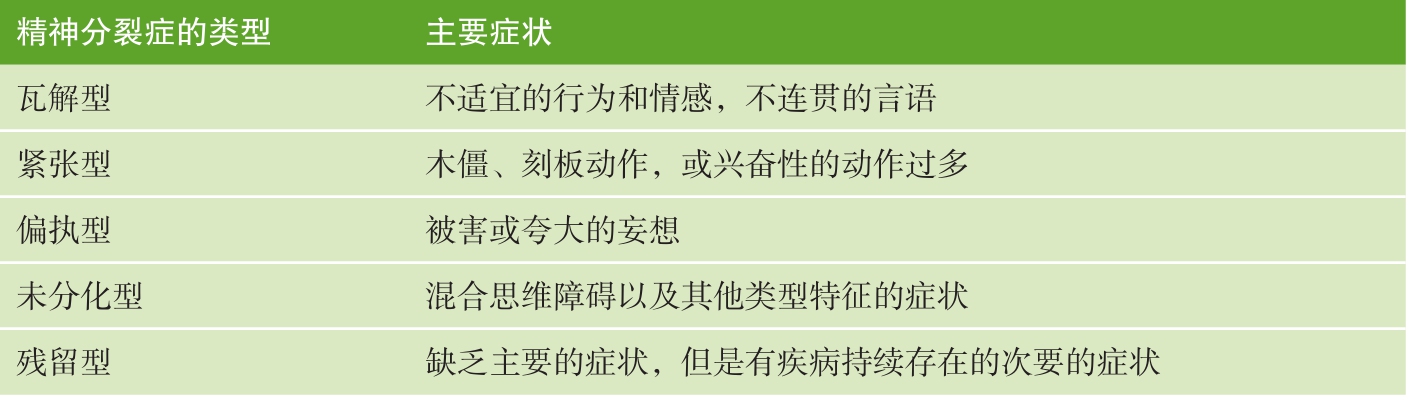 精神分裂症的类型 主要症状
瓦解型 不适宜的行为和情感，不连贯的言语
紧张型 木僵、刻板动作，或兴奋性的动作过多
偏执型 被害或夸大的妄想
未分化型 混合思维障碍以及其他类型特征的症状
残留型 缺乏主要的症状，但是有疾病持续存在的次要的症状